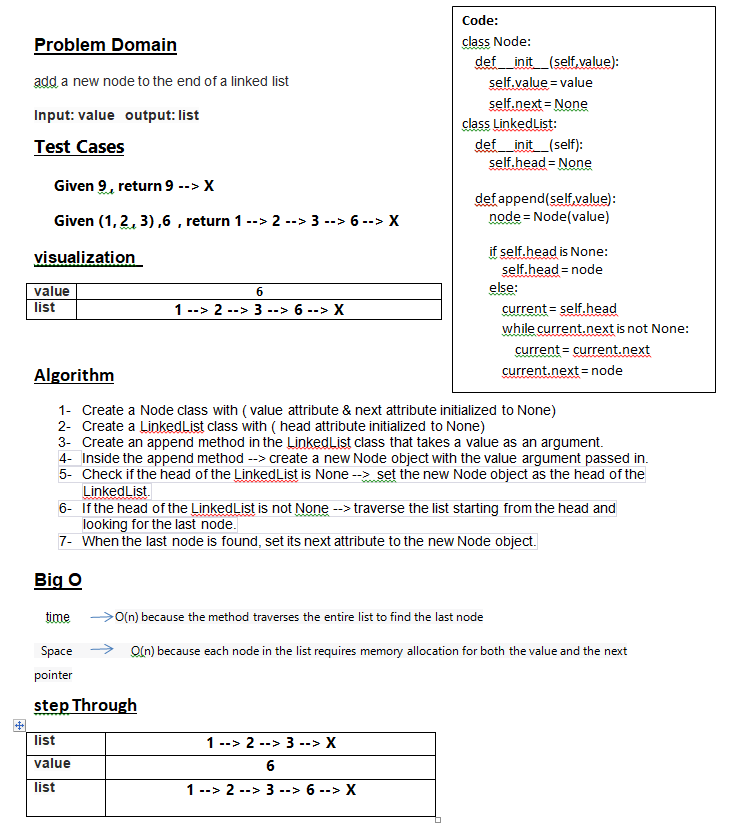 Problem Domain
add a new node to the end of a linked list
Input: value output: list
Test Cases
Given 9 , return 9 --> X
Given (1, 2 , 3) ,6 , return 1 --> 2 --> 3 --> 6 --> X
visualization
value 6
list 1 --> 2 --> 3 --> 6 --> X
Code:
class Node:
def __init__(self,value):
self.value = value
self.next = None
class LinkedList:
def __init__(self):
self.head = None
def append(self,value):
node = Node(value)
if self.head is None:
self.head = node
else:
current = self.head
while current.next is not None:
current = current.next
current.next = node
Algorithm
1- Create a Node class with ( value attribute & next attribute initialized to None)
2- Create a LinkedList class with ( head attribute initialized to None)
3- Create an append method in the LinkedList class that takes a value as an argument.
4- Inside the append method --> create a new Node object with the value argument passed in.
5- Check if the head of the LinkedList is None --> set the new Node object as the head of the
LinkedList.
6- If the head of the LinkedList is not None --> traverse the list starting from the head and
looking for the last node.
7- When the last node is found, set its next attribute to the new Node object.
Big O
time → O(n) because the method traverses the entire list to find the last node
Space → O(n) because each node in the list requires memory allocation for both the value and the next
pointer
step Through
list 1 --> 2 --> 3 --> X
value 6
list 1 --> 2 --> 3 --> 6 --> X